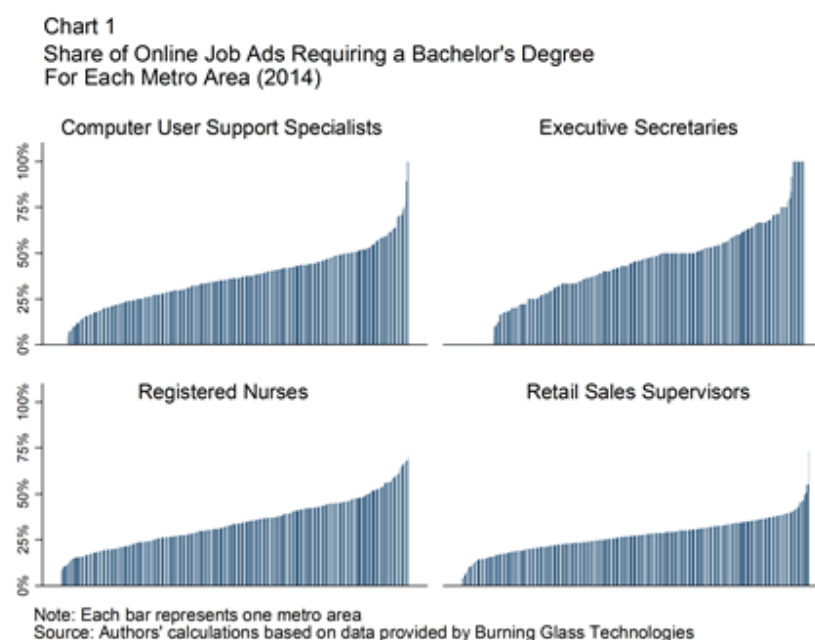 Chart 1
Share of Online Job Ads Requiring a Bachelor's Degree
For Each Metro Area (2014)
Computer User Support Specialists
Executive Secretaries
100%
75%
50%
25%
0%
Registered Nurses
Retail Sales Supervisors
100%
75%
50%
25%
0%
Note: Each bar represents one metro area
Source: Authors' calculations based on data provided by Burning Glass Technologies